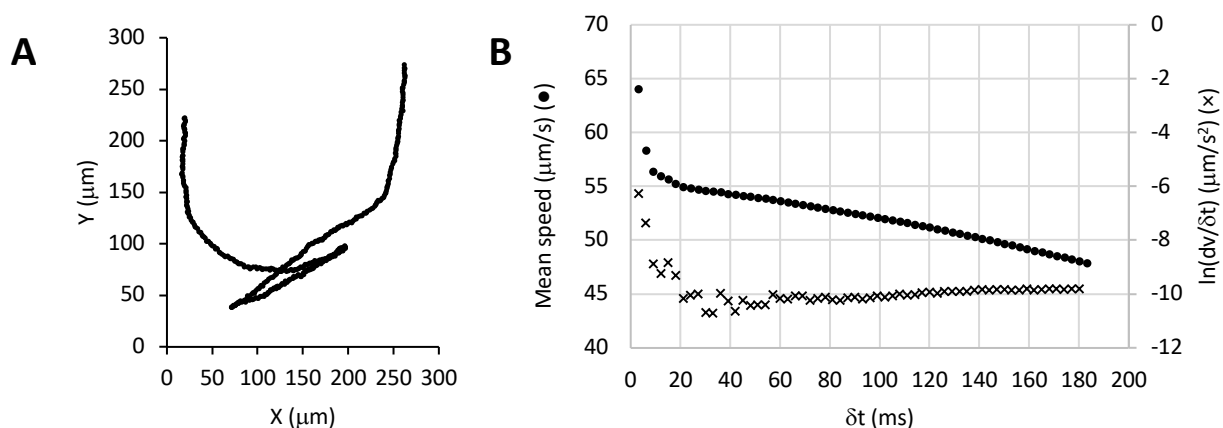 A
300
250
200
150
100
50
0
Y (μm)
0 50 100 150 200 250 300
X (μm)
B
70
65
60
55
50
45
40
Mean speed (μm/s) (•)
0
-2
-4
-6
-8
-10
-12
ln(dv/δt) (μm/s²) (×)
0 20 40 60 80 100 120 140 160 180 200
δt (ms)